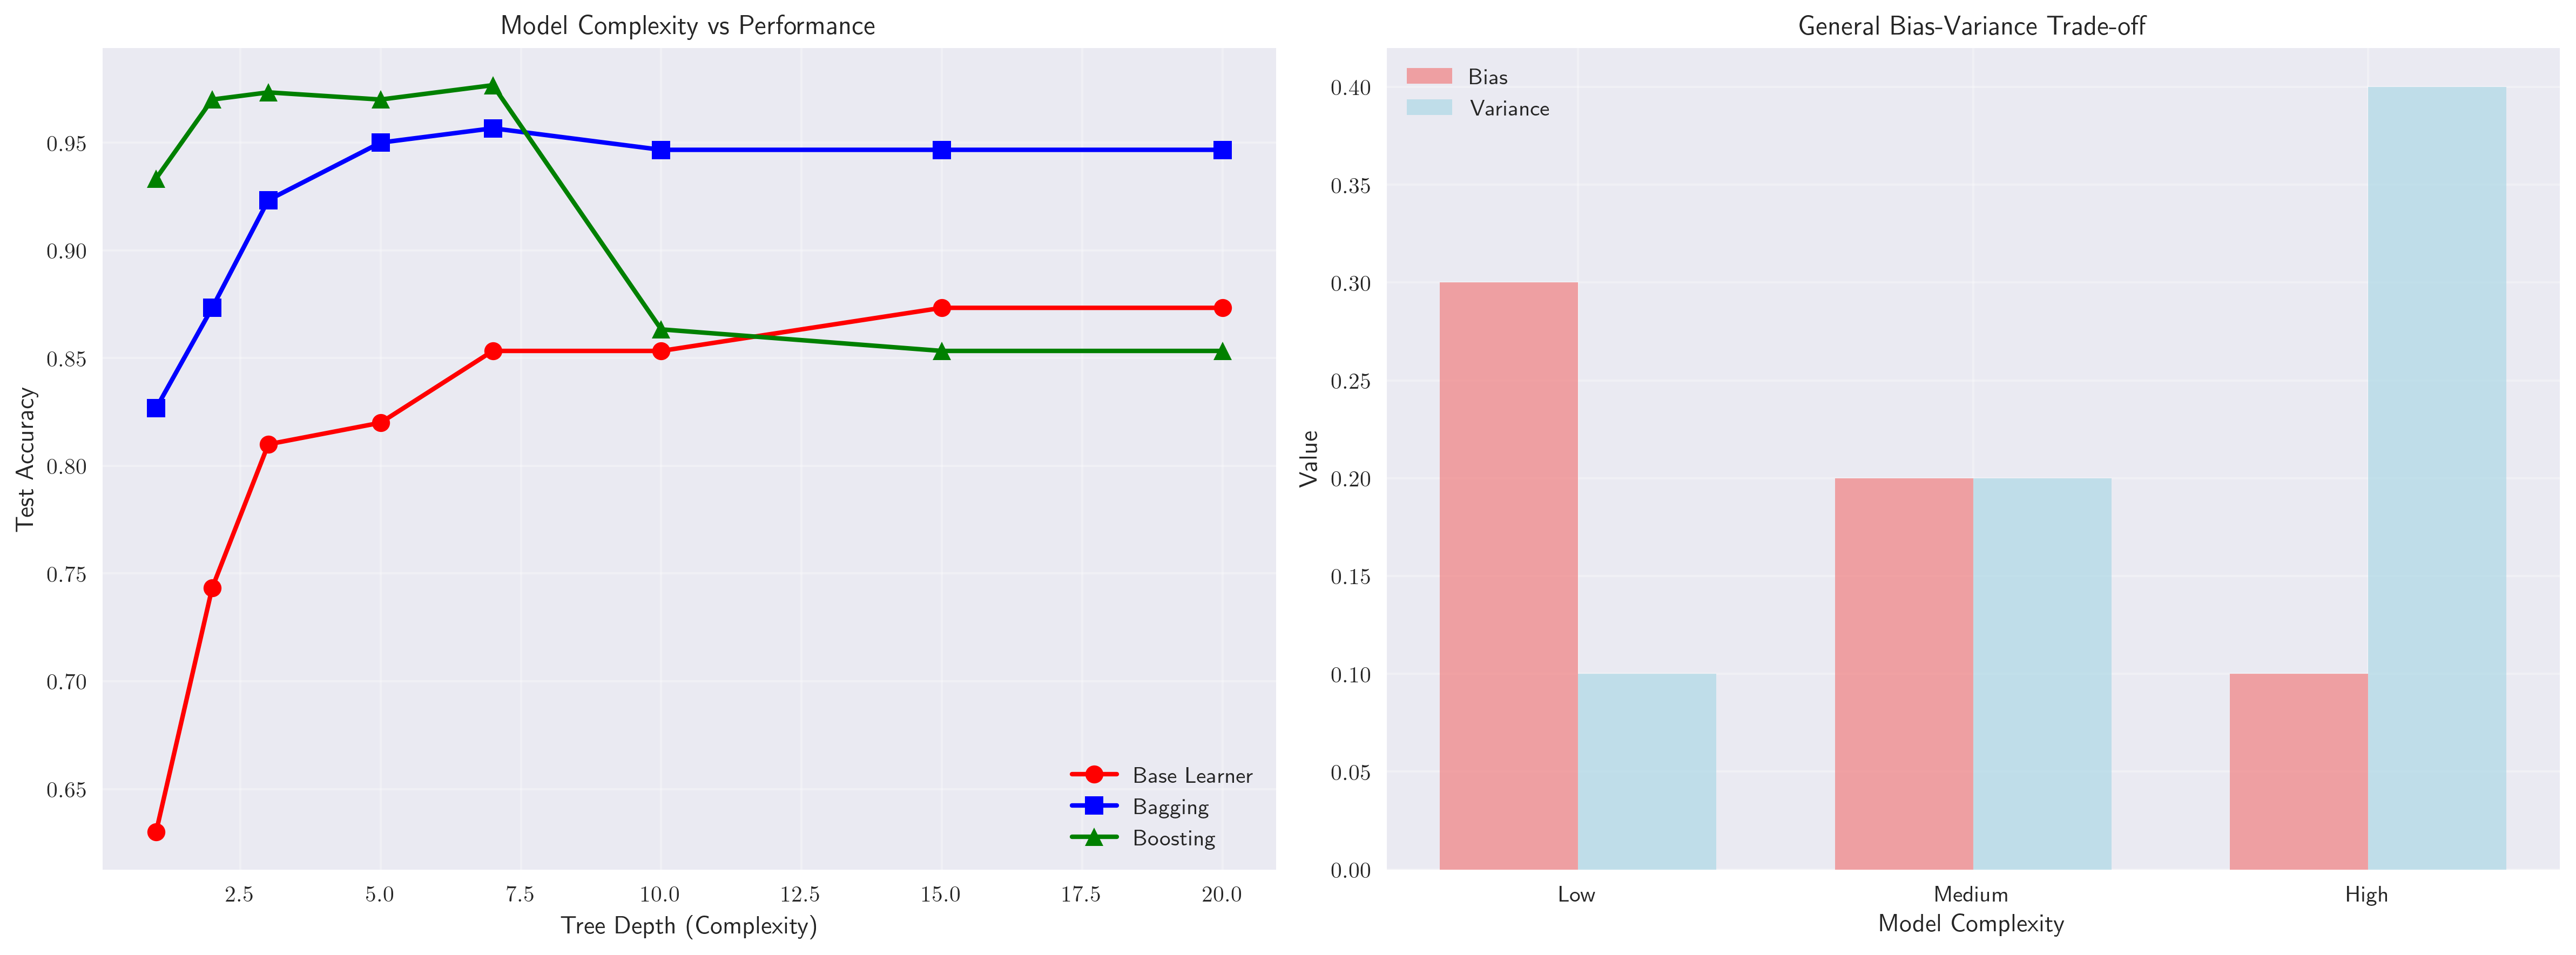 Model Complexity vs Performance
Test Accuracy
0.95
0.90
0.85
0.80
0.75
0.70
0.65
2.5 5.0 7.5 10.0 12.5 15.0 17.5 20.0
Tree Depth (Complexity)
Base Learner
Bagging
Boosting
General Bias-Variance Trade-off
Value
0.40
0.35
0.30
0.25
0.20
0.15
0.10
0.05
0.00
Bias
Variance
Low Medium High
Model Complexity